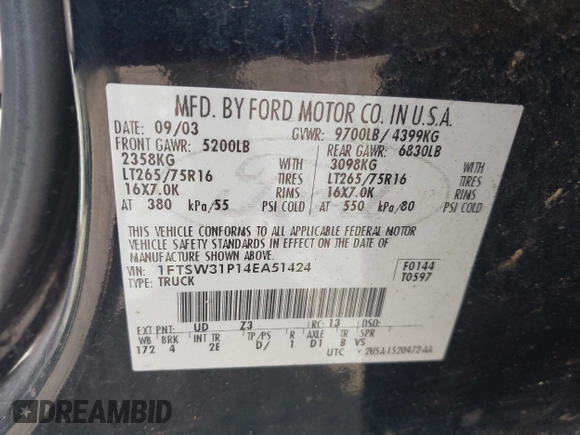 MFD. BY FORD MOTOR CO. IN U.S.A.
DATE: 09/03 GVWR: 9700LB/ 4399KG
FRONT GAWR: 5200LB REAR GAWR: 6830LB
2358KG WITH 3098KG WITH
LT265/75R16 TIRES LT265/75R16 TIRES
16X7.0K RIMS 16X7.0K RIMS
AT 380 kPa/55 PSI COLD AT 550 kPa/80 PSI COLD
THIS VEHICLE CONFORMS TO ALL APPLICABLE FEDERAL MOTOR
VEHICLE SAFETY STANDARDS IN EFFECT ON THE DATE OF
MANUFACTURE SHOWN ABOVE.
VIN: 1FTSW31P14EA51424 F0144
TYPE: TRUCK T0597
EXT PNT: UD Z3 RC: 13 DSO:
WB BRK INT TR TP/PS R AXLE TR SPR
172 4 2E D/ 1 D1 B VS
UTC
DREAMBID